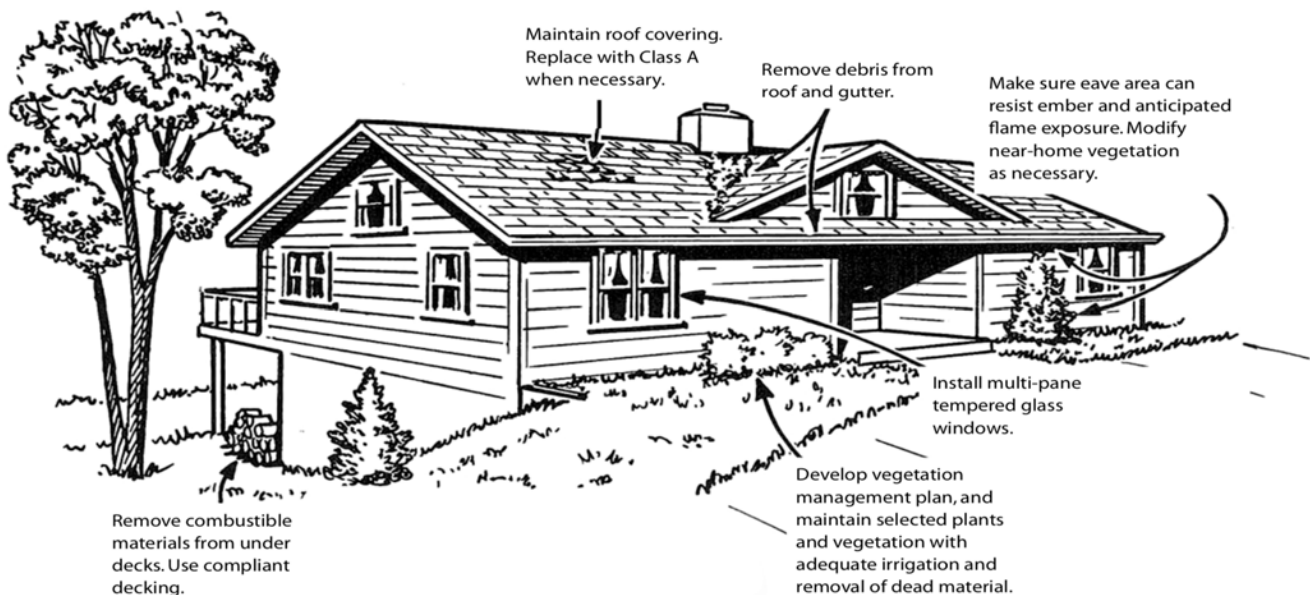 Maintain roof covering.
Replace with Class A
when necessary.
Remove debris from
roof and gutter.
Make sure eave area can
resist ember and anticipated
flame exposure. Modify
near-home vegetation
as necessary.
Install multi-pane
tempered glass
windows.
Develop vegetation
management plan, and
maintain selected plants
and vegetation with
adequate irrigation and
removal of dead material.
Remove combustible
materials from under
decks. Use compliant
decking.